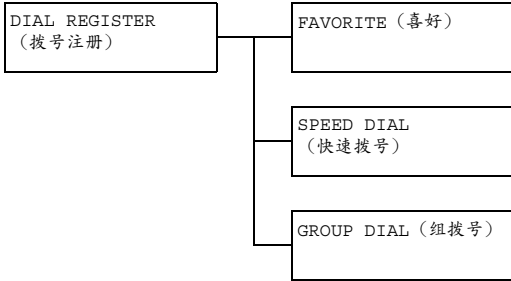 DIAL REGISTER
（拨号注册）
FAVORITE（喜好）
SPEED DIAL
（快速拨号）
GROUP DIAL（组拨号）